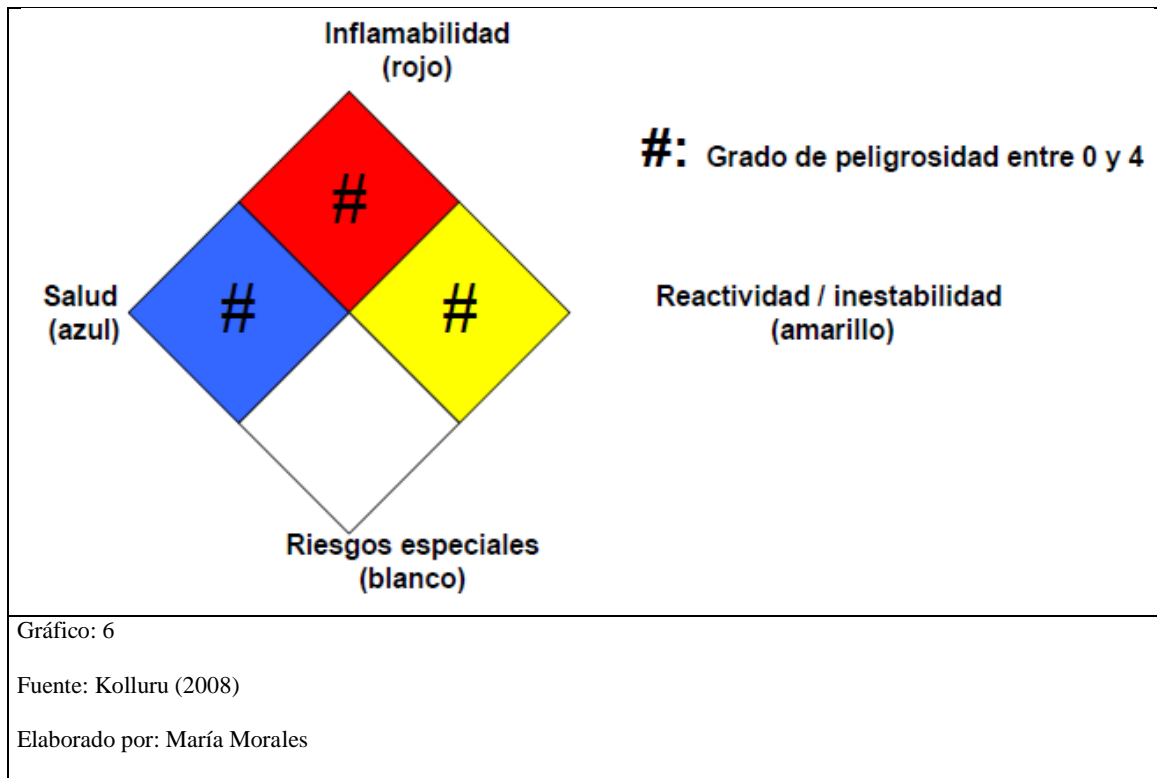 Inflamabilidad
(rojo)
#: Grado de peligrosidad entre 0 y 4
#
Salud
(azul)
#
#
Reactividad / inestabilidad
(amarillo)
Riesgos especiales
(blanco)
Gráfico: 6
Fuente: Kolluru (2008)
Elaborado por: María Morales